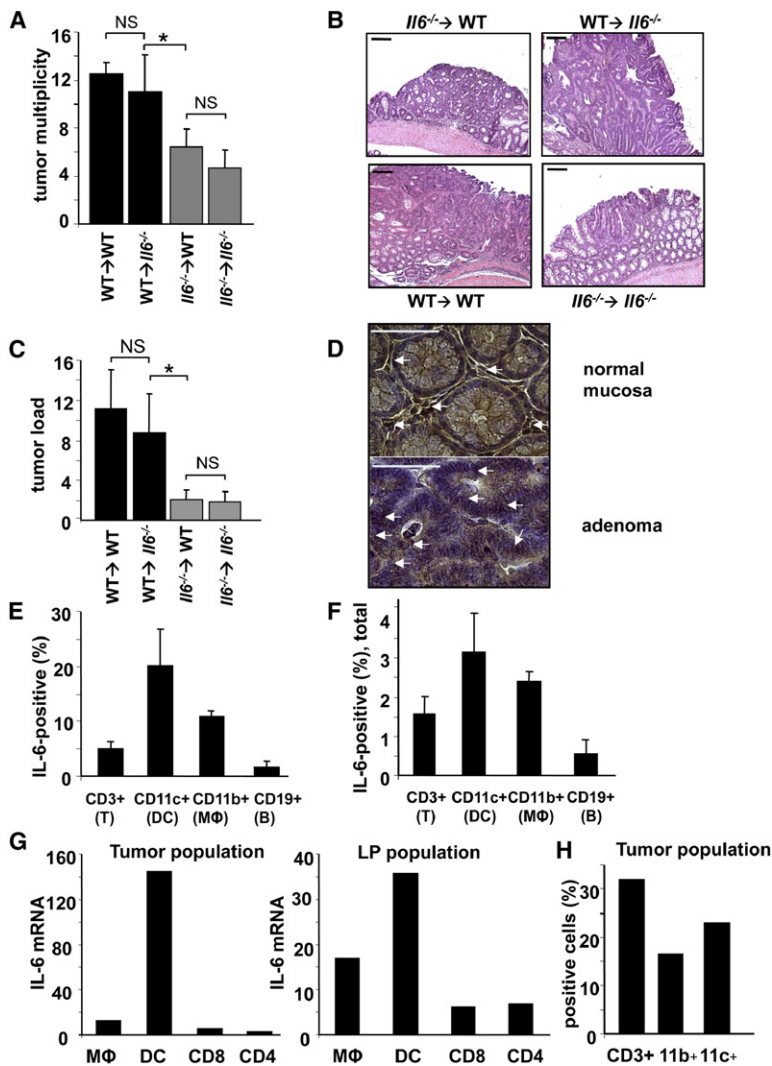 A
tumor multiplicity
16
12
8
4
0
NS
*
NS
WT→WT
WT→Il6-/-
Il6-/-→WT
Il6-/-→Il6-/-
B
Il6-/-→ WT
WT→ Il6-/-
WT→ WT
Il6-/-→ Il6-/-
C
tumor load
16
12
8
4
0
NS
*
NS
WT→ WT
WT→ Il6-/-
Il6-/-→ WT
Il6-/-→ Il6-/-
D
normal
mucosa
adenoma
E
IL-6-positive (%)
30
20
10
0
CD3+ CD11c+ CD11b+ CD19+
(T) (DC) (MΦ) (B)
F
IL-6-positive (%), total
4
3
2
1
0
CD3+ CD11c+ CD11b+ CD19+
(T) (DC) (MΦ) (B)
G
Tumor population
IL-6 mRNA
160
120
80
40
0
MΦ DC CD8 CD4
LP population
IL-6 mRNA
40
30
20
10
0
MΦ DC CD8 CD4
H
Tumor population
positive cells (%)
30
20
10
0
CD3+ 11b+ 11c+